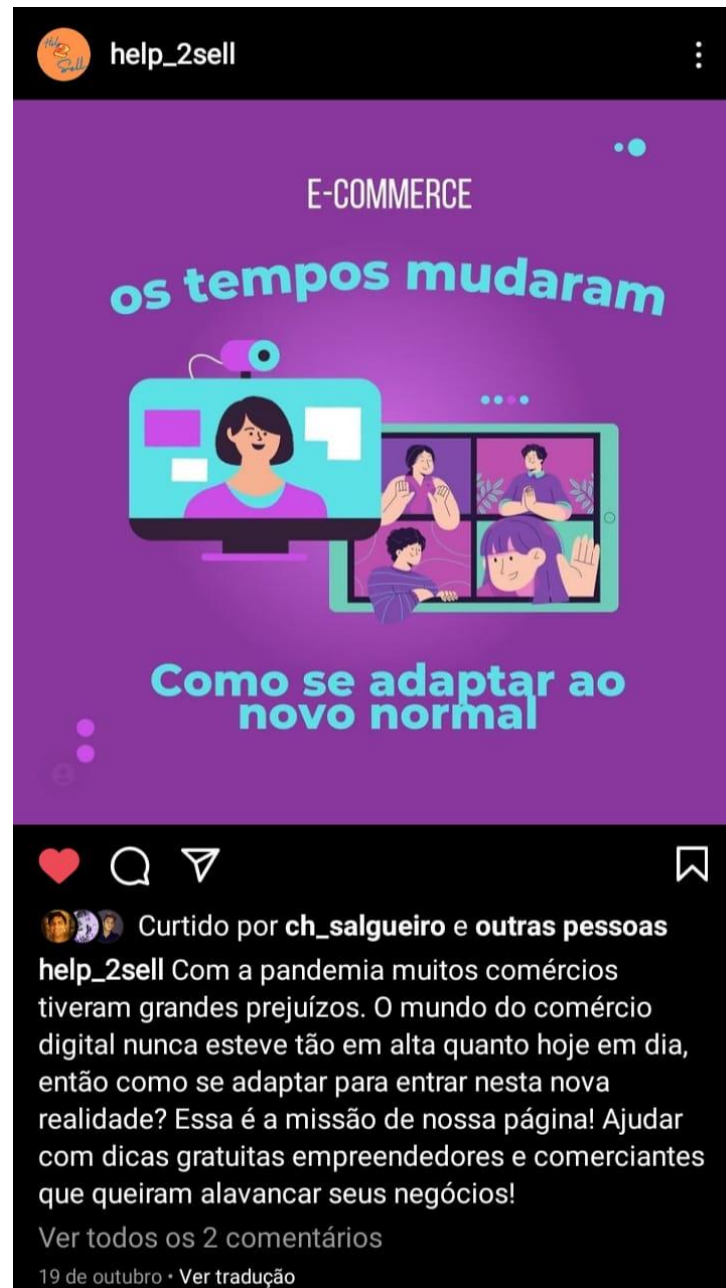 Help
Sell
help_2sell
E-COMMERCE
os tempos mudaram
Como se adaptar ao
novo normal
Curtido por ch_salgueiro e outras pessoas
help_2sell Com a pandemia muitos comércios
tiveram grandes prejuízos. O mundo do comércio
digital nunca esteve tão em alta quanto hoje em dia,
então como se adaptar para entrar nesta nova
realidade? Essa é a missão de nossa página! Ajudar
com dicas gratuitas empreendedores e comerciantes
que queiram alavancar seus negócios!
Ver todos os 2 comentários
19 de outubro • Ver tradução